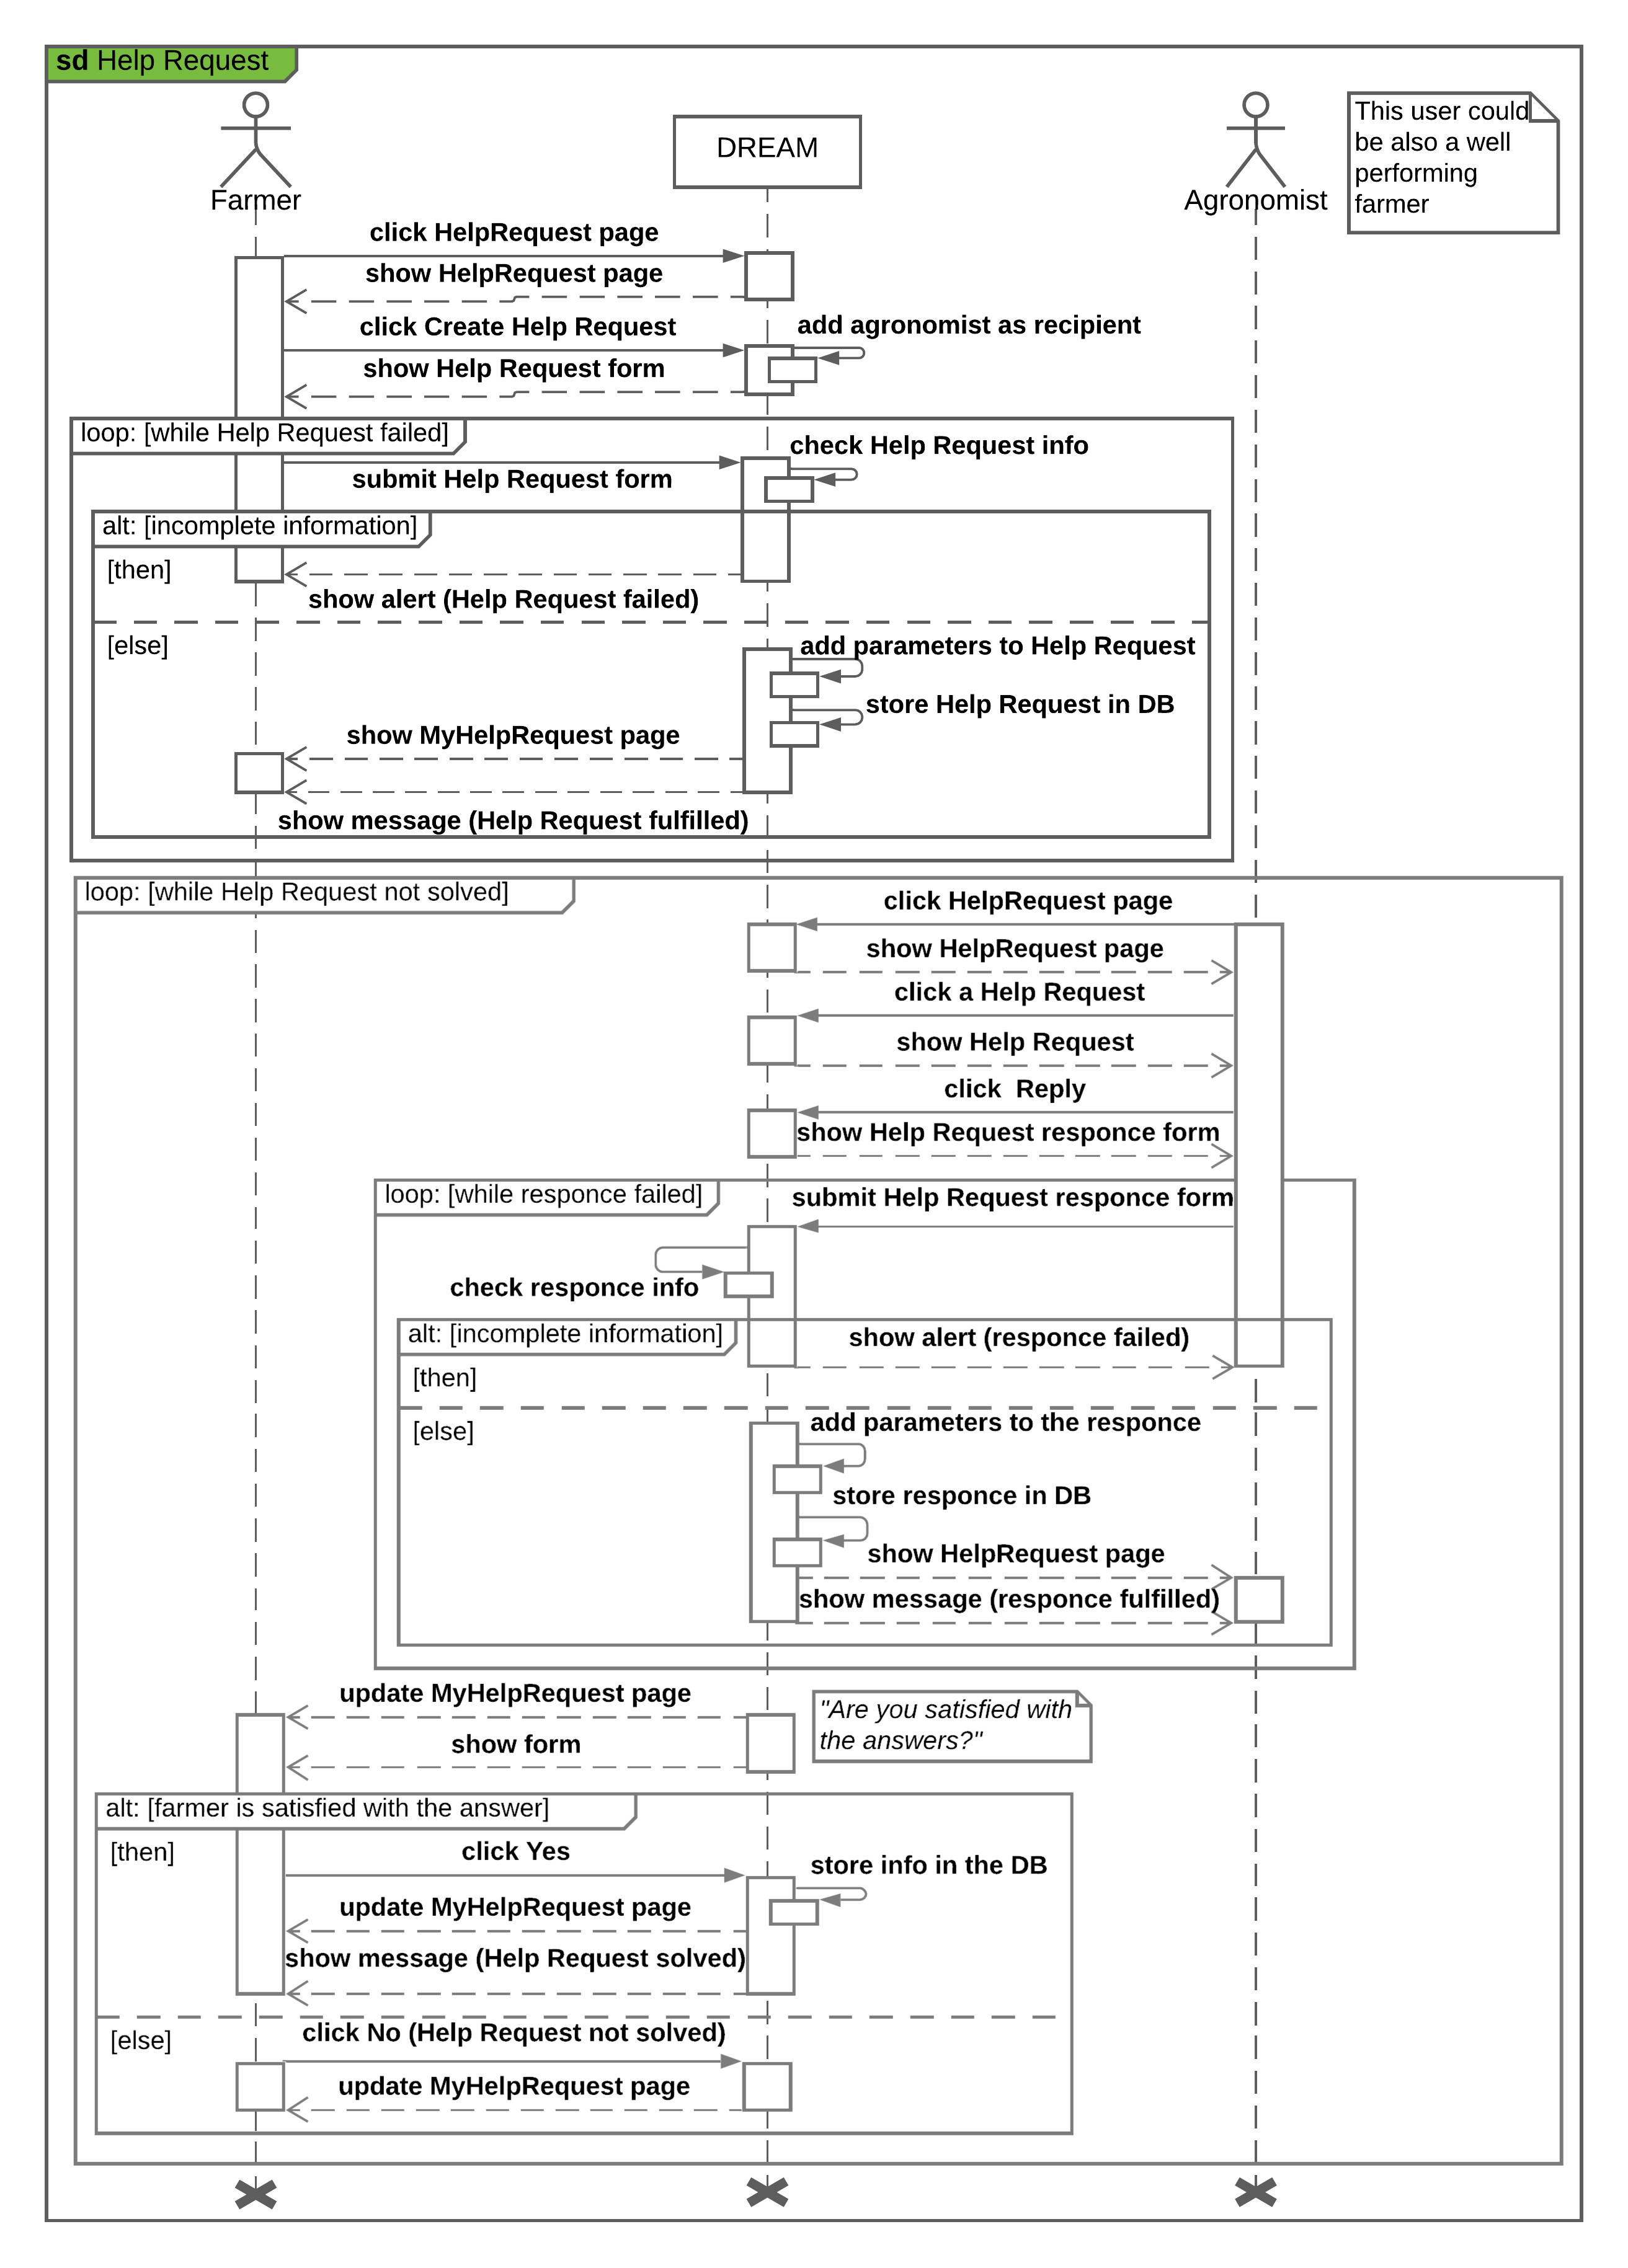 sd Help Request
Farmer
DREAM
Agronomist
This user could
be also a well
performing
farmer
click HelpRequest page
show HelpRequest page
click Create Help Request
add agronomist as recipient
show Help Request form
loop: [while Help Request failed]
check Help Request info
submit Help Request form
alt: [incomplete information]
[then]
show alert (Help Request failed)
[else]
add parameters to Help Request
store Help Request in DB
show MyHelpRequest page
show message (Help Request fulfilled)
loop: [while Help Request not solved]
click HelpRequest page
show HelpRequest page
click a Help Request
show Help Request
click  Reply
show Help Request responce form
loop: [while responce failed]
submit Help Request responce form
check responce info
alt: [incomplete information]
show alert (responce failed)
[then]
[else]
add parameters to the responce
store responce in DB
show HelpRequest page
show message (responce fulfilled)
update MyHelpRequest page
"Are you satisfied with
the answers?"
show form
alt: [farmer is satisfied with the answer]
[then]
click Yes
store info in the DB
update MyHelpRequest page
show message (Help Request solved)
[else]
click No (Help Request not solved)
update MyHelpRequest page